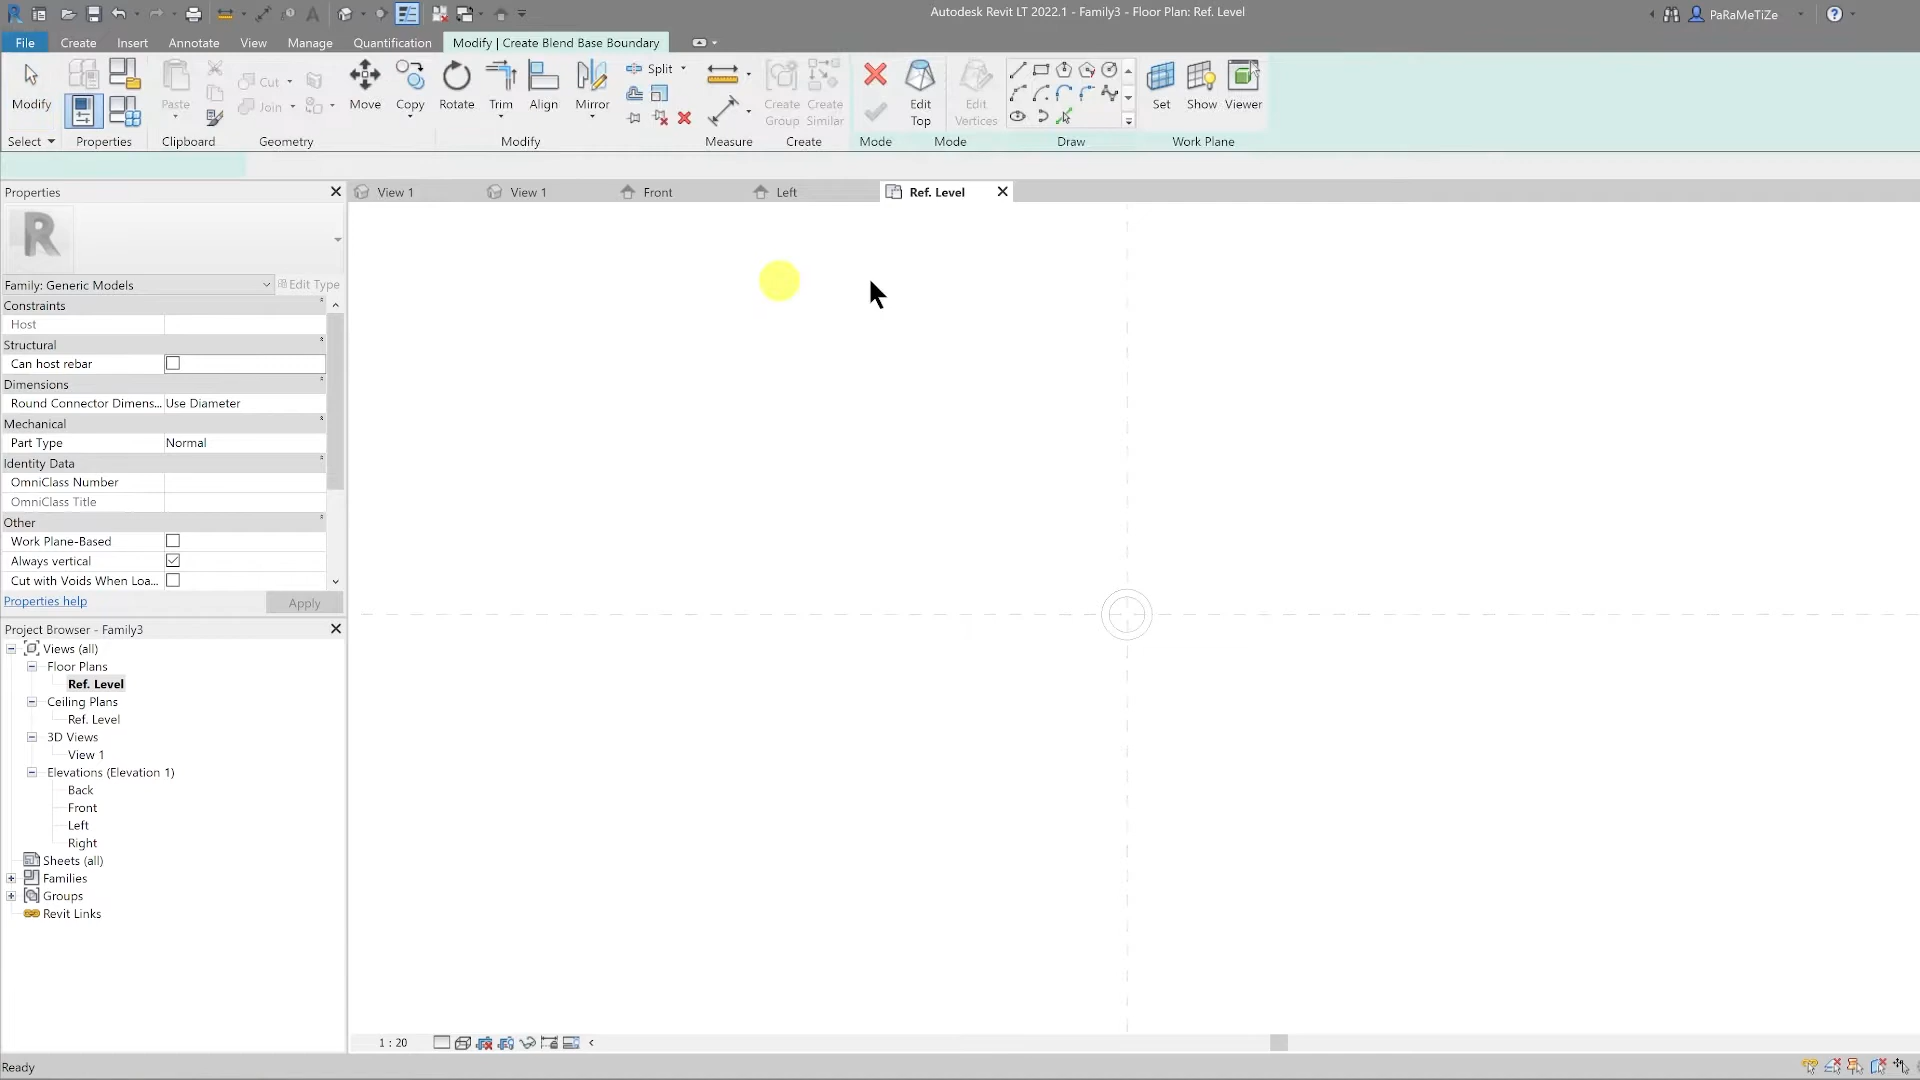 Autodesk Revit LT 2022.1 - Family3 - Floor Plan: Ref. Level
PaRaMeTiZe
File Create Insert Annotate View Manage Quantification Modify | Create Blend Base Boundary
Modify
Paste
Cut
Join
Move
Copy
Rotate
Trim
Align
Mirror
Split
Create Group
Create Similar
Edit Top
Edit Vertices
Set
Show
Viewer
Select Properties Clipboard Geometry Modify Measure Create Mode Mode Draw Work Plane
Properties
View 1 View 1 Front Left Ref. Level
R
Family: Generic Models Edit Type
Constraints
Host
Structural
Can host rebar
Dimensions
Round Connector Dimens... Use Diameter
Mechanical
Part Type Normal
Identity Data
OmniClass Number
OmniClass Title
Other
Work Plane-Based
Always vertical
Cut with Voids When Loa...
Properties help Apply
Project Browser - Family3
Views (all)
Floor Plans
Ref. Level
Ceiling Plans
Ref. Level
3D Views
View 1
Elevations (Elevation 1)
Back
Front
Left
Right
Sheets (all)
Families
Groups
Revit Links
1 : 20
Ready